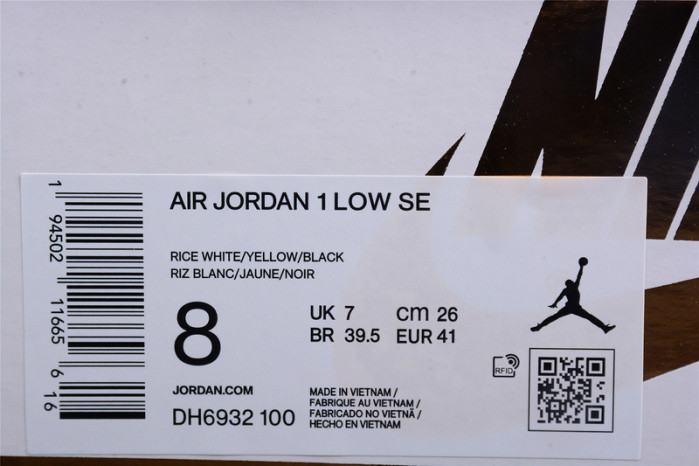 AIR JORDAN 1 LOW SE
RICE WHITE/YELLOW/BLACK
RIZ BLANC/JAUNE/NOIR
8
UK 7 cm 26
BR 39.5 EUR 41
JORDAN.COM
DH6932 100
MADE IN VIETNAM /
FABRIQUE AU VIETNAM /
FABRICADO NO VIETNÃ /
HECHO EN VIETNAM
RFID
1 94502 11665 6 16